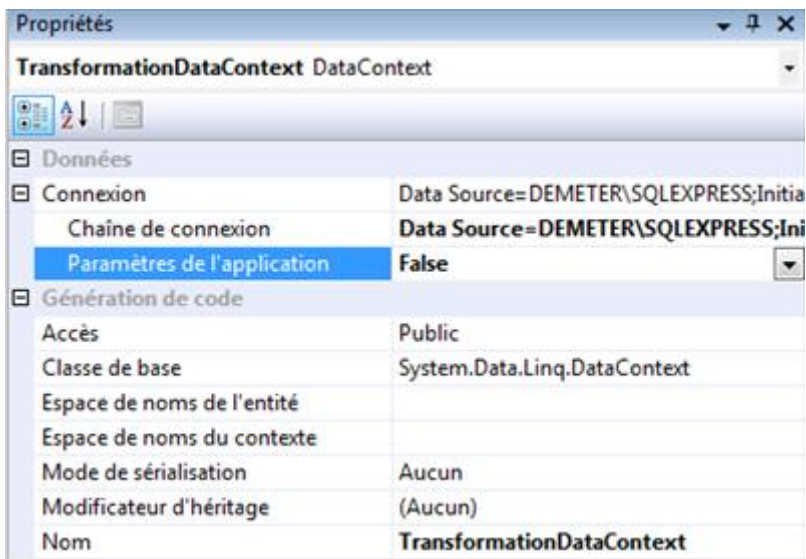 Propriétés
TransformationDataContext DataContext
Données
Connexion Data Source=DEMETER\SQLEXPRESS;Initia
Chaîne de connexion Data Source=DEMETER\SQLEXPRESS;Ini
Paramètres de l'application False
Génération de code
Accès Public
Classe de base System.Data.Linq.DataContext
Espace de noms de l'entité
Espace de noms du contexte
Mode de sérialisation Aucun
Modificateur d'héritage (Aucun)
Nom TransformationDataContext